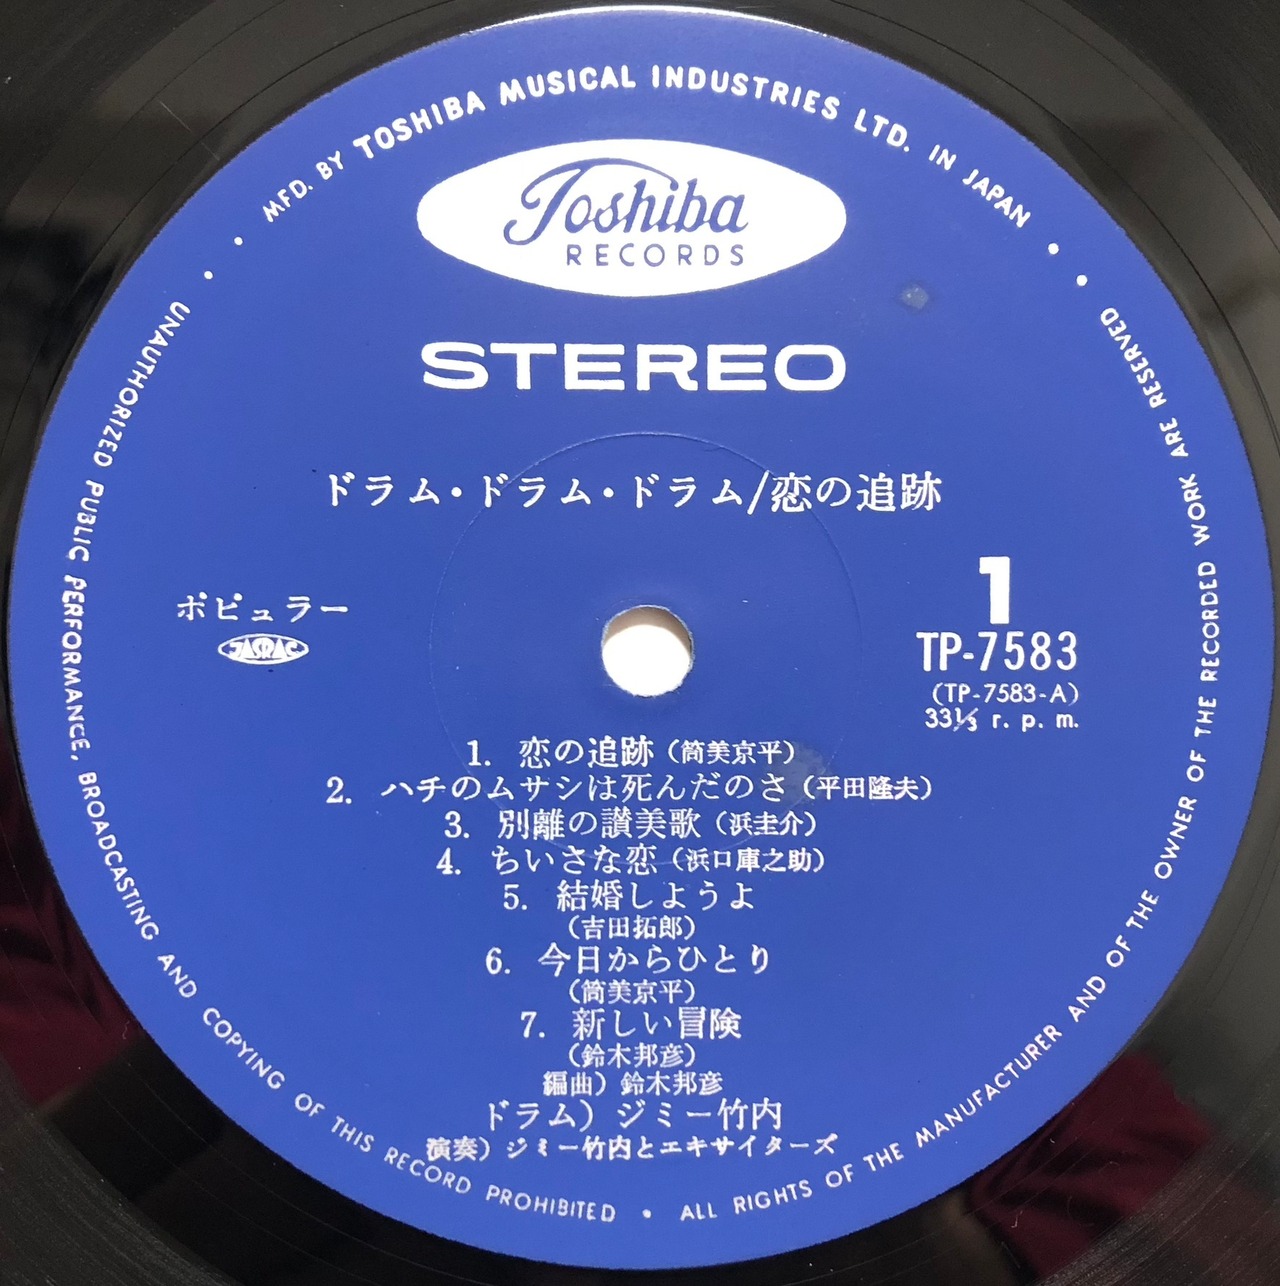 MFD. BY TOSHIBA MUSICAL INDUSTRIES LTD. IN JAPAN
Toshiba
RECORDS
STEREO
ドラム・ドラム・ドラム/恋の追跡
ポピュラー
JASRAC
1
TP-7583
(TP-7583-A)
33⅓ r. p. m.
1. 恋の追跡(筒美京平)
2. ハチのムサシは死んだのさ(平田隆夫)
3. 別離の讃美歌(浜圭介)
4. ちいさな恋(浜口庫之助)
5. 結婚しようよ
(吉田拓郎)
6. 今日からひとり
(筒美京平)
7. 新しい冒険
(鈴木邦彦)
編曲) 鈴木邦彦
ドラム) ジミー竹内
演奏) ジミー竹内とエキサイターズ
UNAUTHORIZED PUBLIC PERFORMANCE, BROADCASTING AND COPYING OF THIS RECORD PROHIBITED • ALL RIGHTS OF THE MANUFACTURER AND OF THE OWNER OF THE RECORDED WORK ARE RESERVED